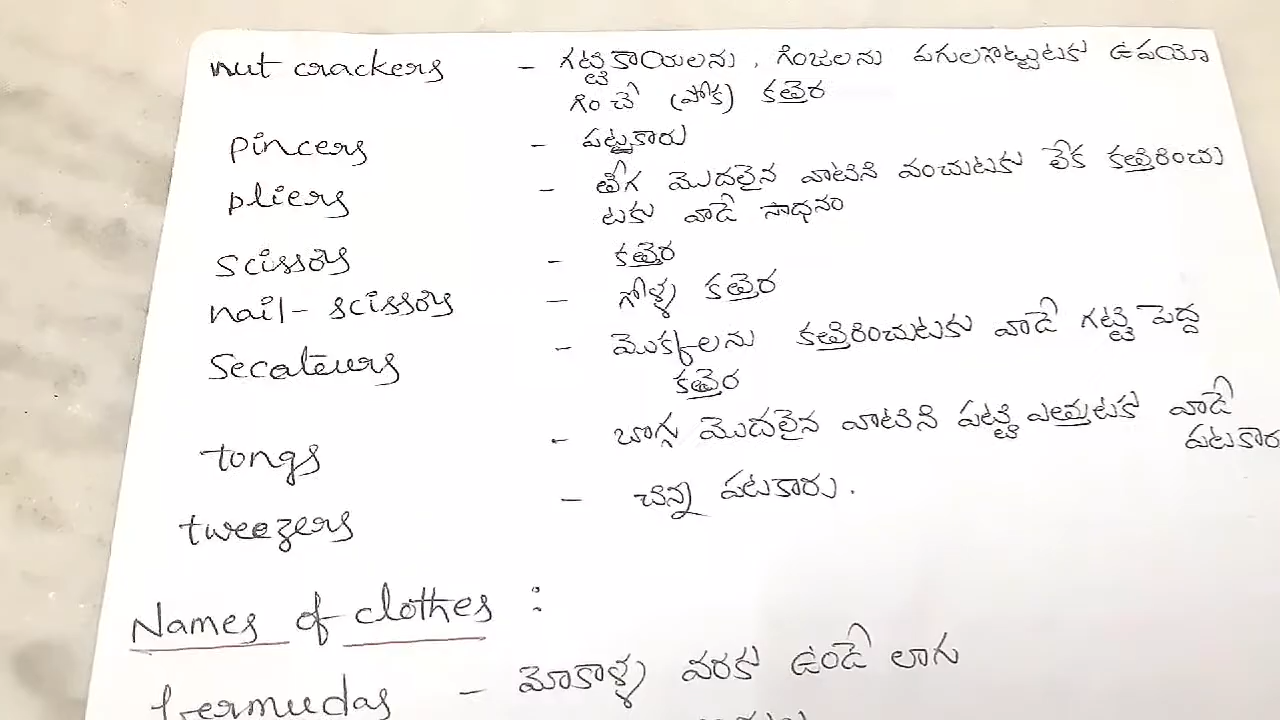 nut crackers - గట్టికాయలను, గింజలను పగులగొట్టుటకు ఉపయో
గించే (పోక) కత్తెర
pincers - పట్టుకారు
pliers - తీగ మొదలైన వాటిని వంచుటకు లేక కత్తిరించు
టకు వాడే సాధనం
scissors - కత్తెర
nail-scissors - గోళ్ళ కత్తెర
Secateurs - మొక్కలను కత్తిరించుటకు వాడే గట్టి పెద్ద
కత్తెర
tongs - బొగ్గు మొదలైన వాటిని పట్టి ఎత్తుటకు వాడే
పటకారు
tweezers - చిన్న పటకారు.
Names of clothes :
bermudas - మోకాళ్ళ వరకు ఉండే లాగు